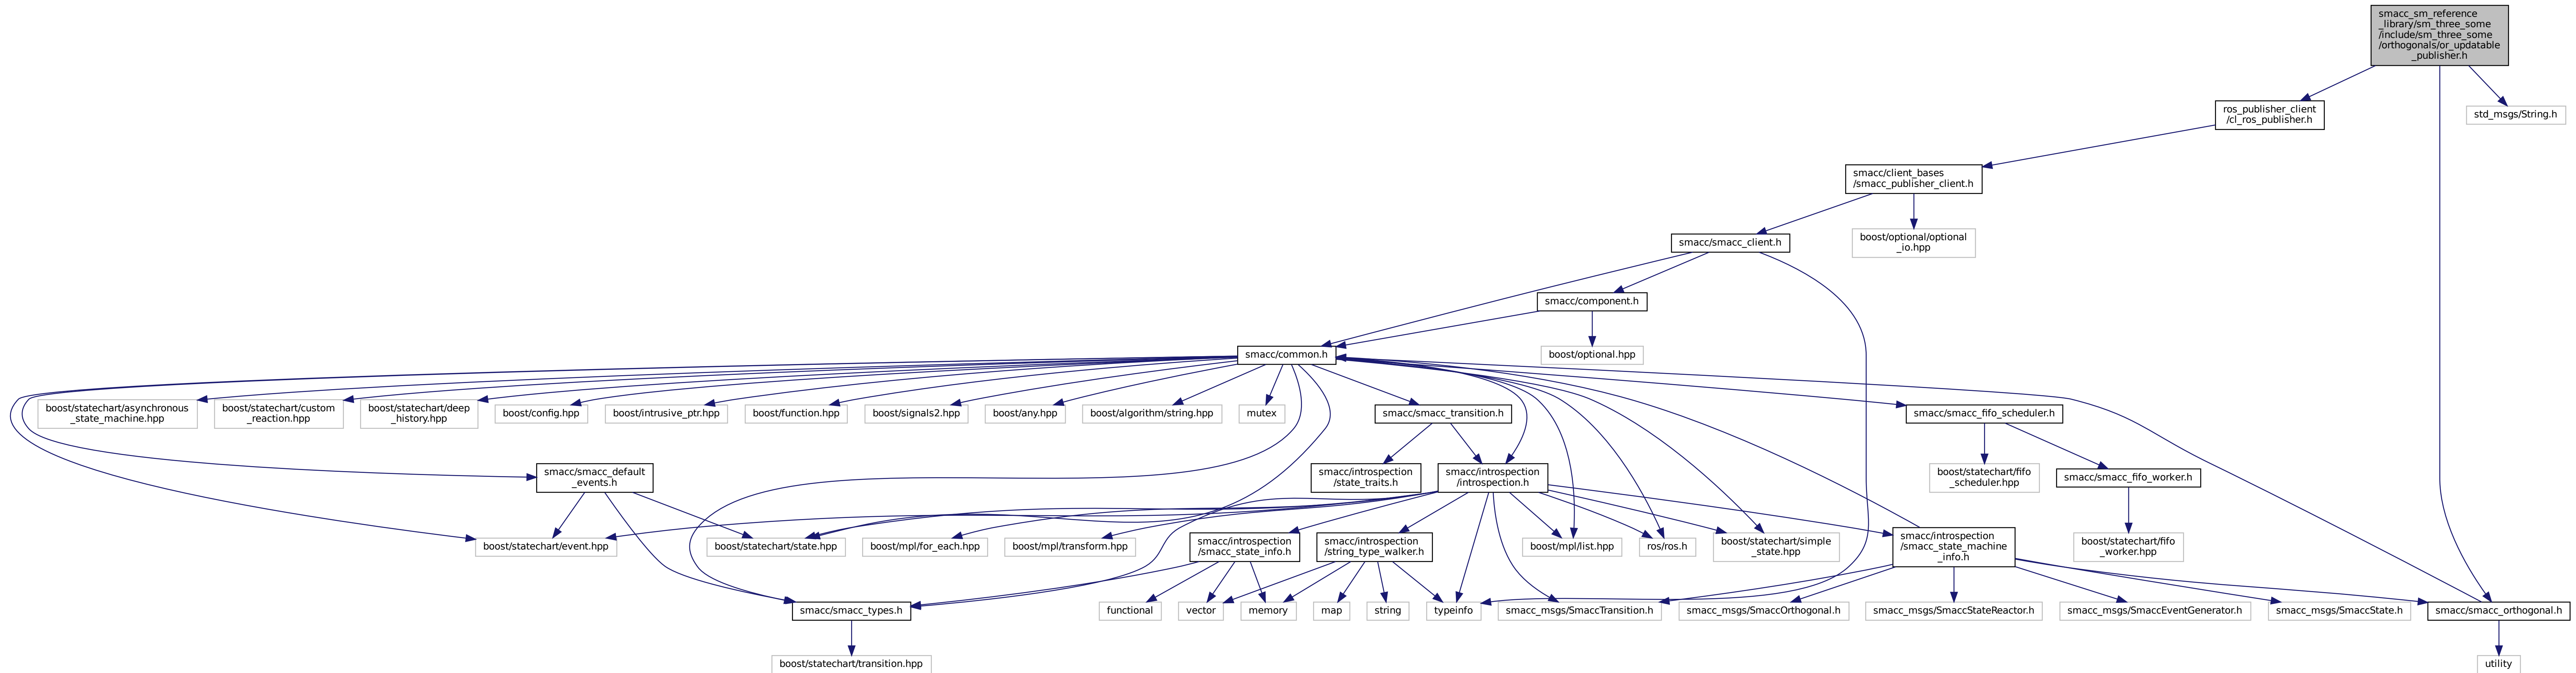 smacc_sm_reference
_library/sm_three_some
/include/sm_three_some
/orthogonals/or_updatable
_publisher.h
ros_publisher_client
/cl_ros_publisher.h
std_msgs/String.h
smacc/client_bases
/smacc_publisher_client.h
smacc/smacc_client.h
boost/optional/optional
_io.hpp
smacc/component.h
smacc/common.h
boost/optional.hpp
boost/statechart/asynchronous
_state_machine.hpp
boost/statechart/custom
_reaction.hpp
boost/statechart/deep
_history.hpp
boost/config.hpp
boost/intrusive_ptr.hpp
boost/function.hpp
boost/signals2.hpp
boost/any.hpp
boost/algorithm/string.hpp
mutex
smacc/smacc_transition.h
smacc/smacc_fifo_scheduler.h
smacc/smacc_default
_events.h
smacc/introspection
/state_traits.h
smacc/introspection
/introspection.h
boost/statechart/fifo
_scheduler.hpp
smacc/smacc_fifo_worker.h
boost/statechart/event.hpp
boost/statechart/state.hpp
boost/mpl/for_each.hpp
boost/mpl/transform.hpp
smacc/introspection
/smacc_state_info.h
smacc/introspection
/string_type_walker.h
boost/mpl/list.hpp
ros/ros.h
boost/statechart/simple
_state.hpp
smacc/introspection
/smacc_state_machine
_info.h
boost/statechart/fifo
_worker.hpp
smacc/smacc_types.h
functional
vector
memory
map
string
typeinfo
smacc_msgs/SmaccTransition.h
smacc_msgs/SmaccOrthogonal.h
smacc_msgs/SmaccStateReactor.h
smacc_msgs/SmaccEventGenerator.h
smacc_msgs/SmaccState.h
smacc/smacc_orthogonal.h
boost/statechart/transition.hpp
utility